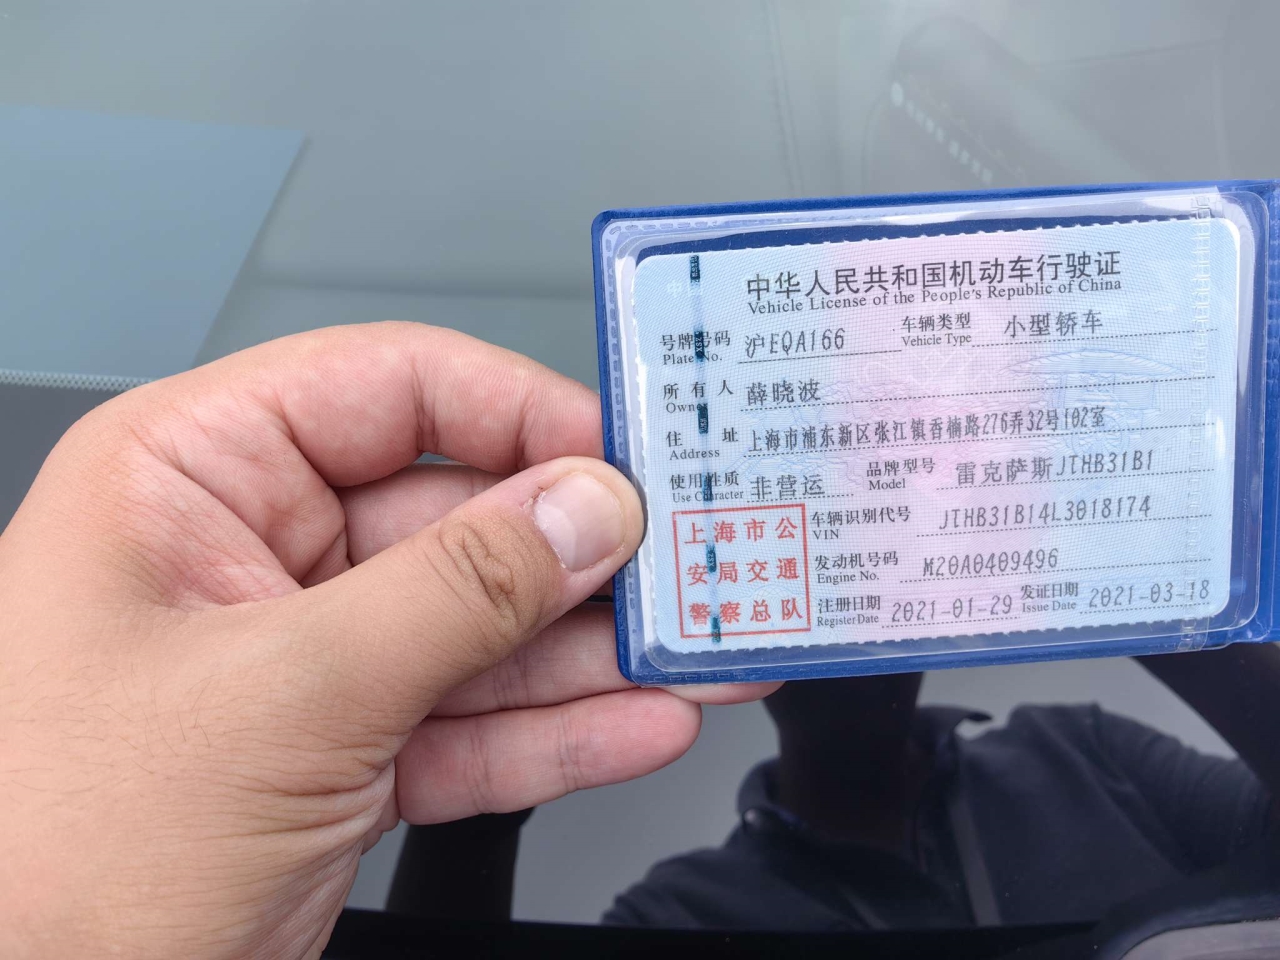 中华人民共和国机动车行驶证
Vehicle License of the People's Republic of China
号牌号码 沪EQA166 车辆类型 小型轿车
Plate No. Vehicle Type
所有人 薛晓波
Owner
住址 上海市浦东新区张江镇香楠路276弄32号102室
Address
使用性质 非营运 品牌型号 雷克萨斯JTHB31B1
Use Character Model
上海市公
安局交通
警察总队
车辆识别代号 JTHB31B14L3018174
VIN
发动机号码 M20A0409496
Engine No.
注册日期 2021-01-29 发证日期 2021-03-18
Register Date Issue Date